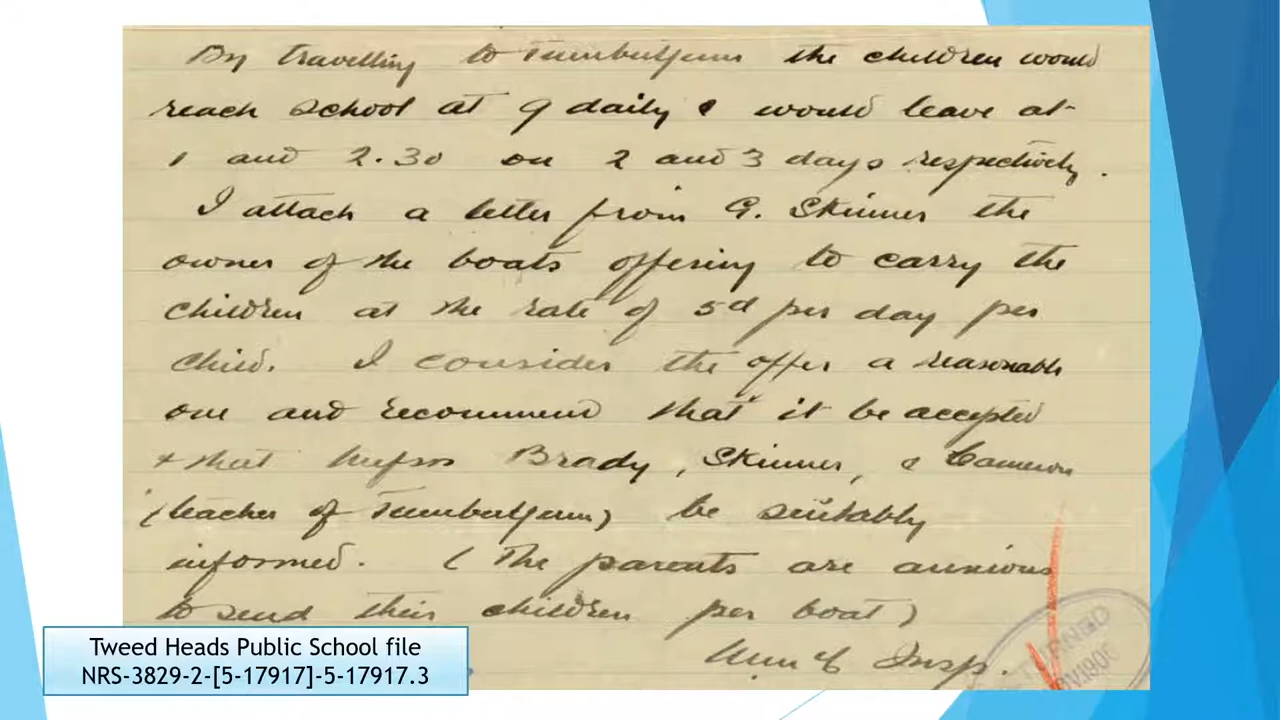 By travelling to Tumbulgum the children would
reach school at 9 daily & would leave at
1 and 2.30 on 2 and 3 days respectively.
I attach a letter from G. Skinner the
owner of the boats offering to carry the
children at the rate of 5d per day per
child. I consider the offer a reasonable
one and recommend that it be accepted
+ that Messrs Brady, Skinner, & Cameron
(teacher of Tumbulgum) be suitably
informed. (The parents are anxious
to send their children per boat)
Insp.
1906
Tweed Heads Public School file
NRS-3829-2-[5-17917]-5-17917.3